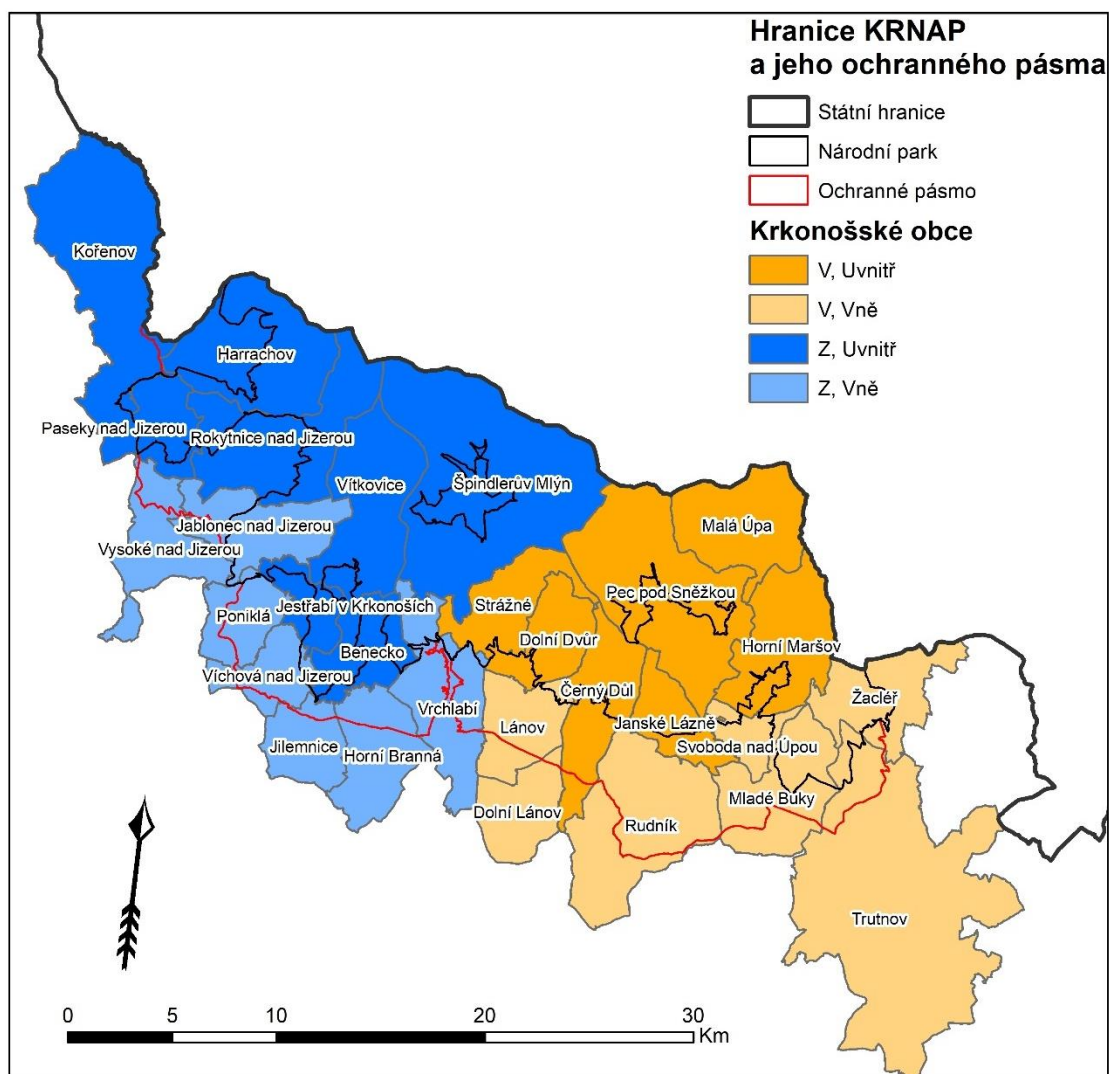 Hranice KRNAP
a jeho ochranného pásma
Státní hranice
Národní park
Ochranné pásmo
Krkonošské obce
V, Uvnitř
V, Vně
Z, Uvnitř
Z, Vně
Kořenov
Harrachov
Paseky nad Jizerou
Rokytnice nad Jizerou
Vítkovice
Špindlerův Mlýn
Jablonec nad Jizerou
Vysoké nad Jizerou
Malá Úpa
Jestřabí v Krkonoších
Strážné
Pec pod Sněžkou
Poniklá
Dolní Dvůr
Horní Maršov
Benecko
Víchová nad Jizerou
Černý Důl
Žacléř
Vrchlabí
Lánov
Janské Lázně
Svoboda nad Úpou
Jilemnice
Horní Branná
Dolní Lánov
Mladé Buky
Rudník
Trutnov
0 5 10 20 30
Km